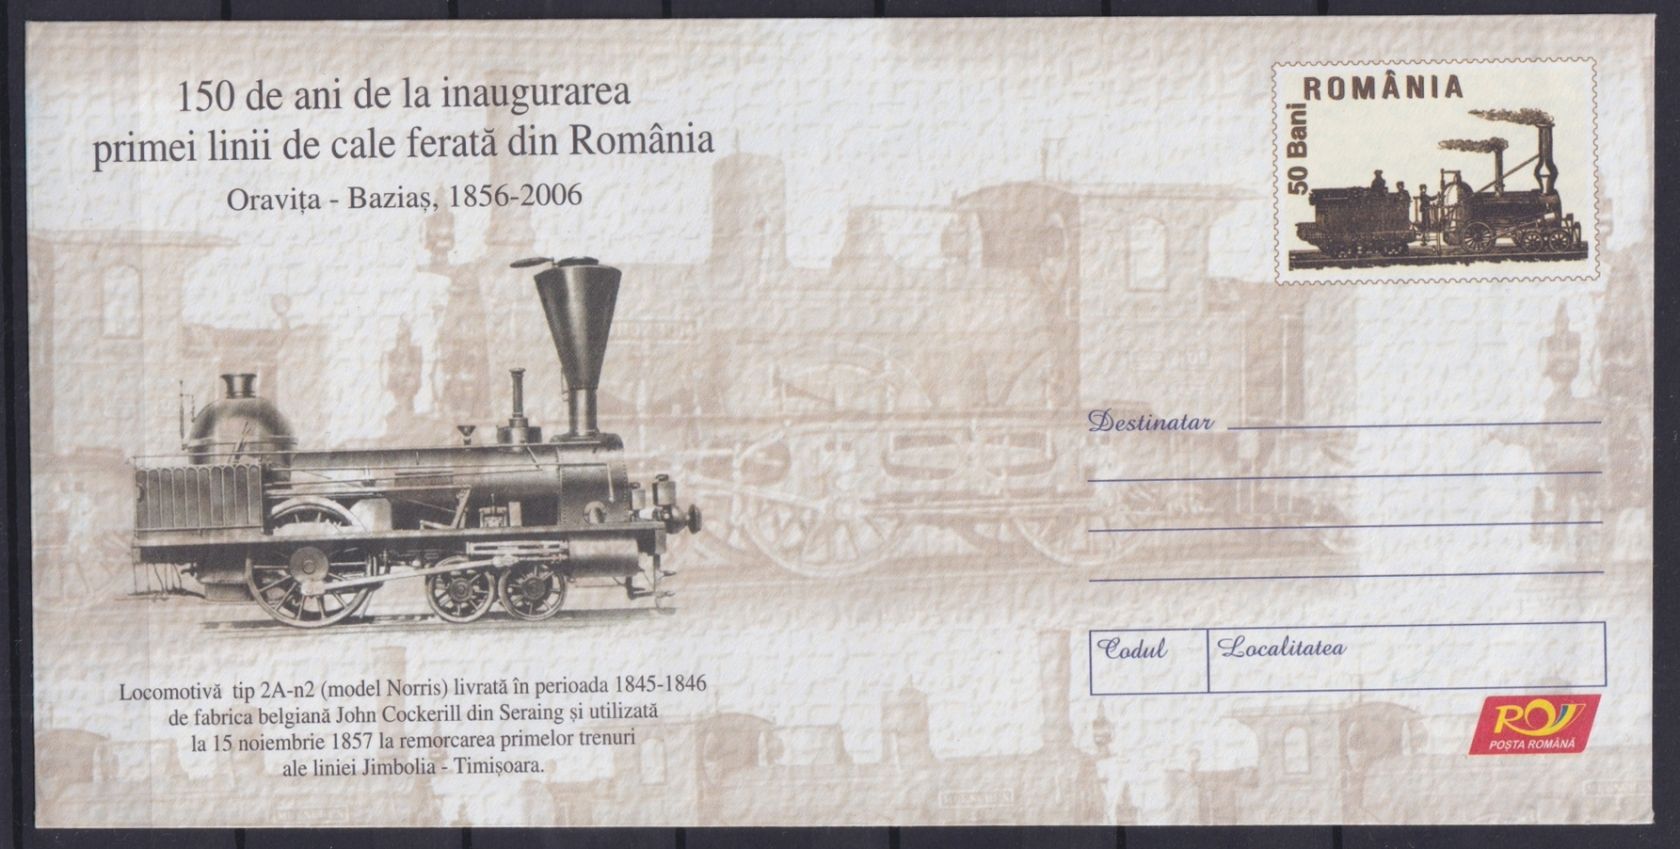 150 de ani de la inaugurarea
primei linii de cale ferată din România
Oravița - Baziaș, 1856-2006
ROMÂNIA
50 Bani
Destinatar
Codul
Localitatea
Locomotivă tip 2A-n2 (model Norris) livrată în perioada 1845-1846
de fabrica belgiană John Cockerill din Seraing și utilizată
la 15 noiembrie 1857 la remorcarea primelor trenuri
ale liniei Jimbolia - Timișoara.
POȘTA ROMÂNĂ